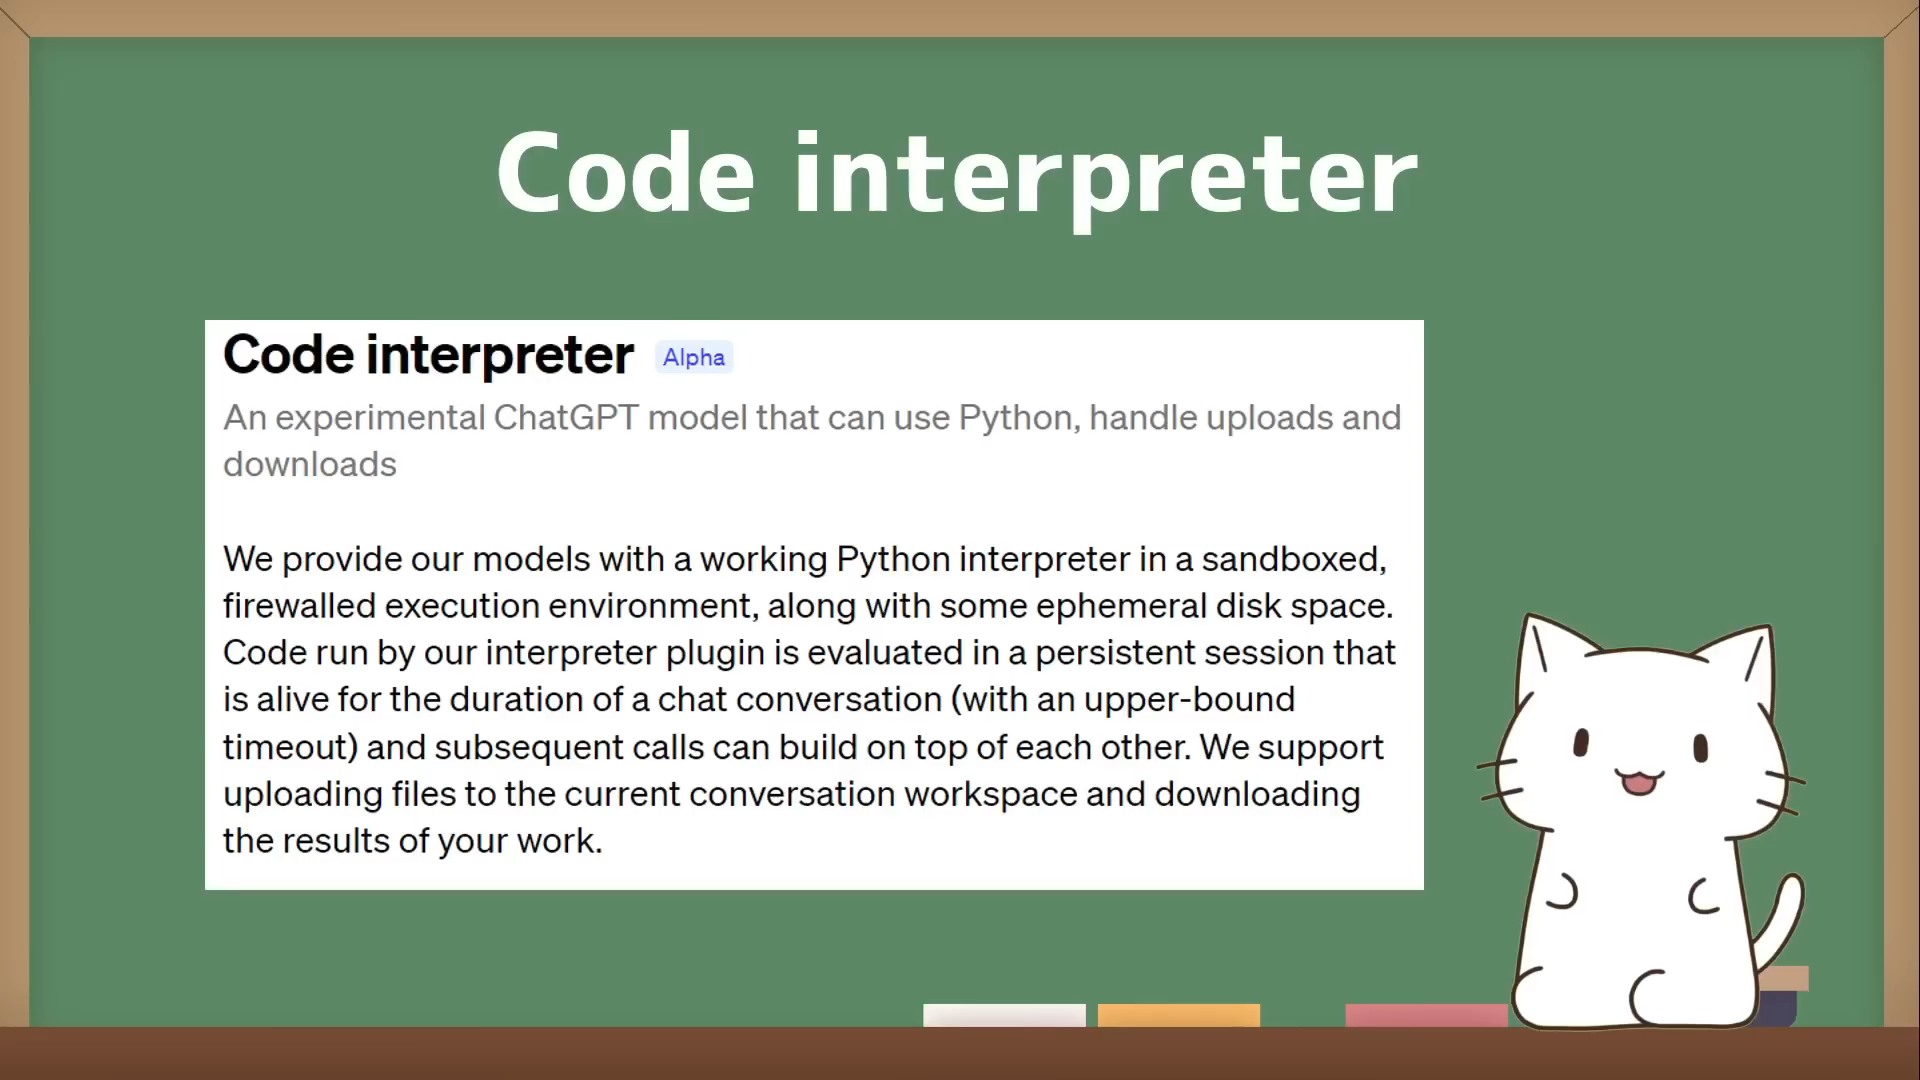 Code interpreter
Code interpreter Alpha
An experimental ChatGPT model that can use Python, handle uploads and
downloads
We provide our models with a working Python interpreter in a sandboxed,
firewalled execution environment, along with some ephemeral disk space.
Code run by our interpreter plugin is evaluated in a persistent session that
is alive for the duration of a chat conversation (with an upper-bound
timeout) and subsequent calls can build on top of each other. We support
uploading files to the current conversation workspace and downloading
the results of your work.